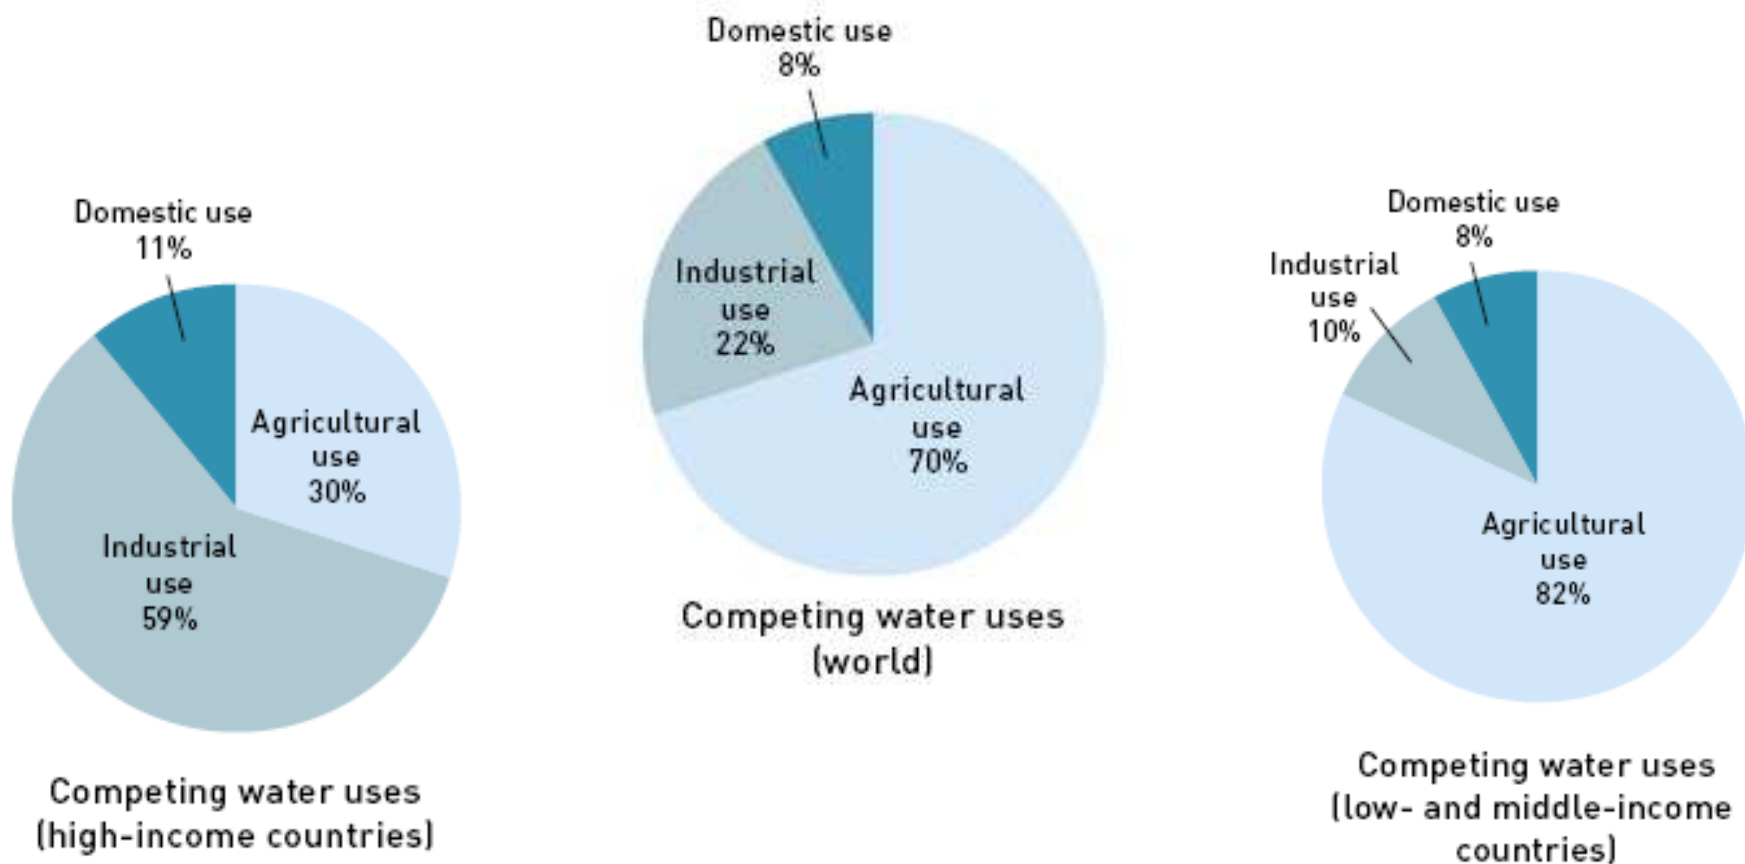 Domestic use
11%
Agricultural
use
30%
Industrial
use
59%
Competing water uses
(high-income countries)
Domestic use
8%
Industrial
use
22%
Agricultural
use
70%
Competing water uses
(world)
Domestic use
8%
Industrial
use
10%
Agricultural
use
82%
Competing water uses
(low- and middle-income
countries)